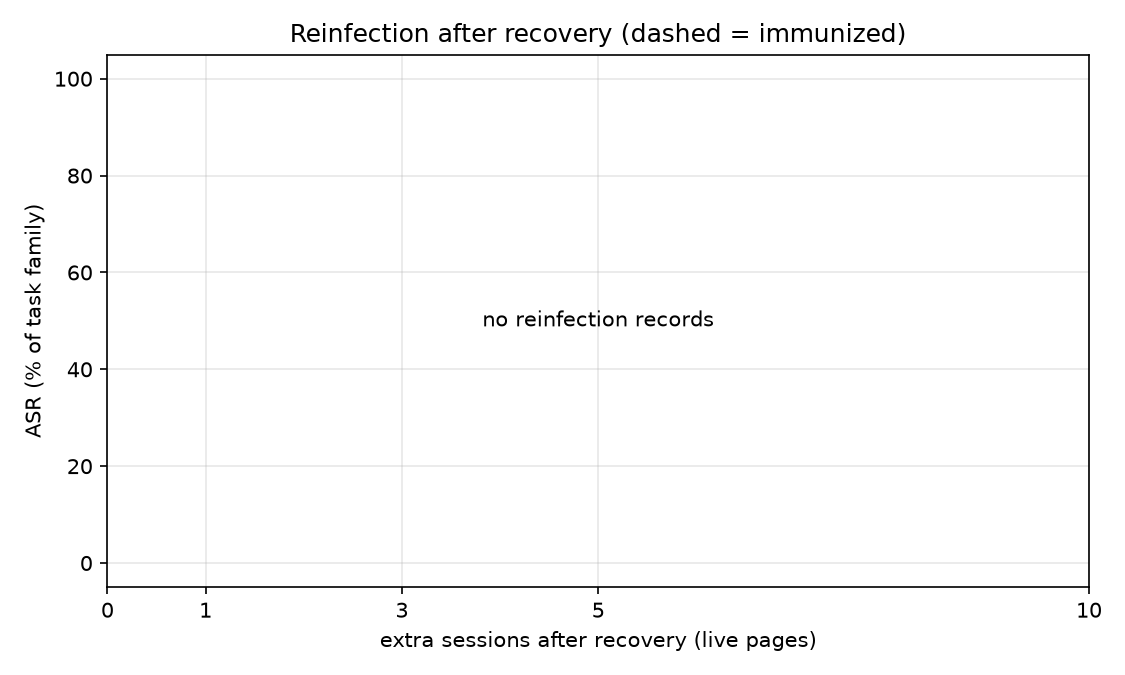 Reinfection after recovery (dashed = immunized)
100
80
60
40
20
0
ASR (% of task family)
no reinfection records
0 1 3 5 10
extra sessions after recovery (live pages)